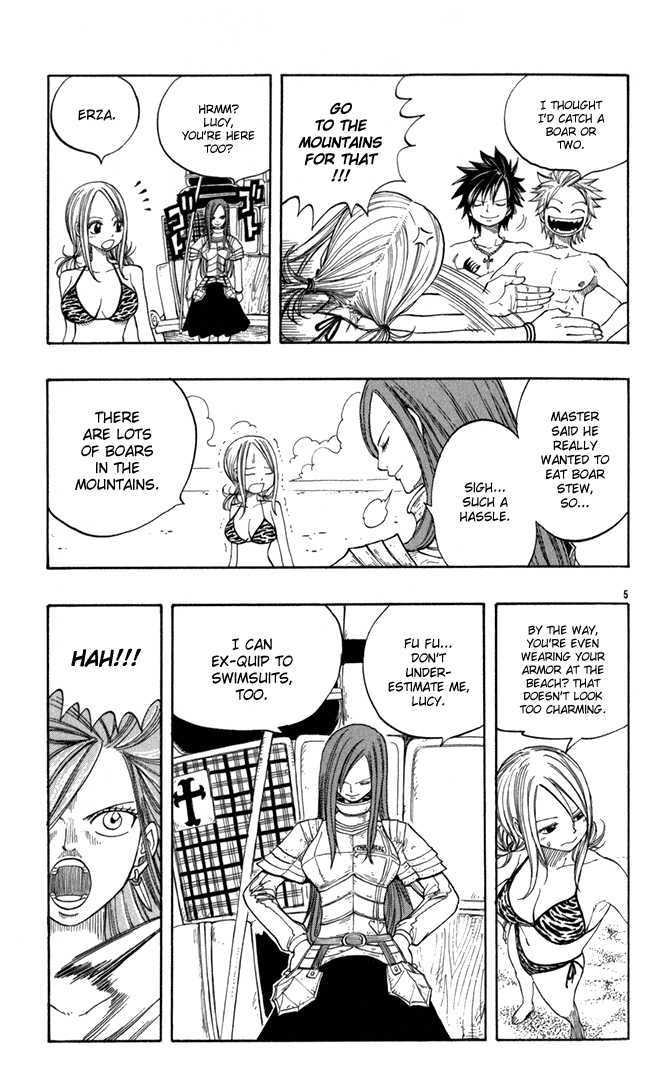 I THOUGHT
I'D CATCH A
BOAR OR
TWO.
GO
TO THE
MOUNTAINS
FOR THAT
!!!
HRMM?
LUCY,
YOU'RE HERE
TOO?
ERZA.
MASTER
SAID HE
REALLY
WANTED TO
EAT BOAR
STEW,
SO...
SIGH...
SUCH A
HASSLE.
THERE
ARE LOTS
OF BOARS
IN THE
MOUNTAINS.
5
BY THE WAY,
YOU'RE EVEN
WEARING YOUR
ARMOR AT THE
BEACH? THAT
DOESN'T LOOK
TOO CHARMING.
FU FU...
DON'T
UNDER-
ESTIMATE ME,
LUCY.
I CAN
EX-QUIP TO
SWIMSUITS,
TOO.
HAH!!!